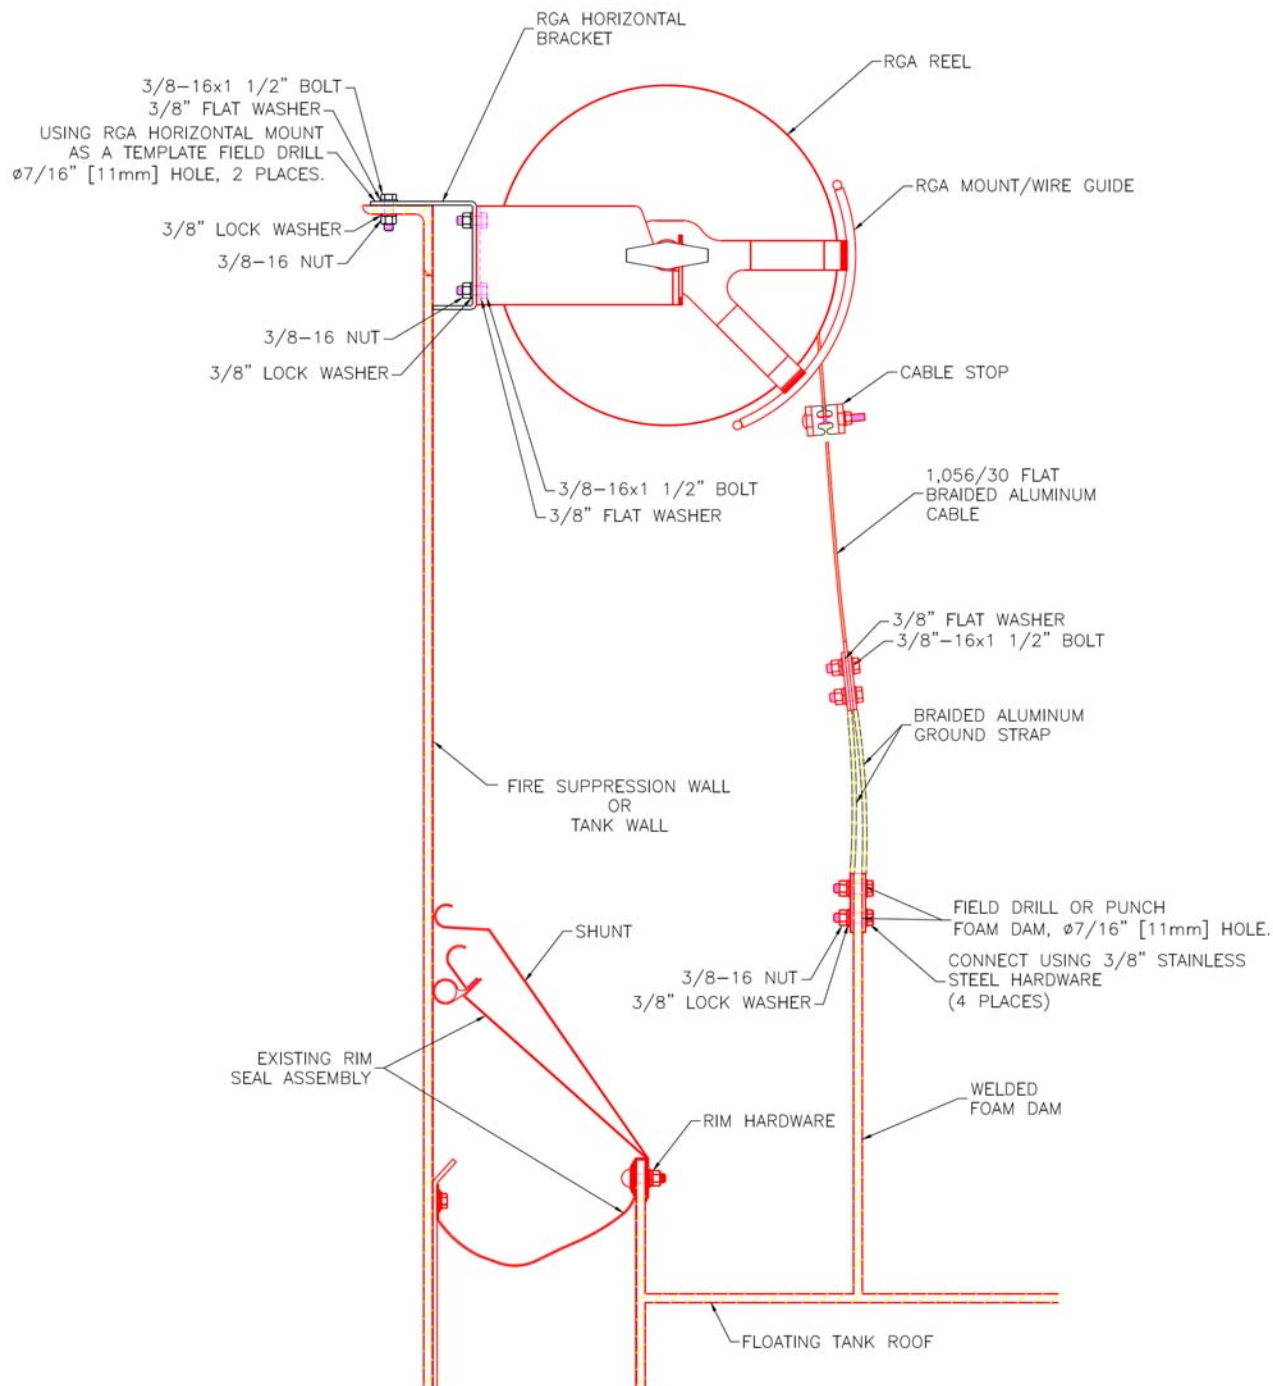 RGA HORIZONTAL
BRACKET
RGA REEL
3/8-16x1 1/2" BOLT
3/8" FLAT WASHER
USING RGA HORIZONTAL MOUNT
AS A TEMPLATE FIELD DRILL
ø7/16" [11mm] HOLE, 2 PLACES.
RGA MOUNT/WIRE GUIDE
3/8" LOCK WASHER
3/8-16 NUT
3/8-16 NUT
3/8" LOCK WASHER
CABLE STOP
3/8-16x1 1/2" BOLT
3/8" FLAT WASHER
1,056/30 FLAT
BRAIDED ALUMINUM
CABLE
3/8" FLAT WASHER
3/8"-16x1 1/2" BOLT
BRAIDED ALUMINUM
GROUND STRAP
FIRE SUPPRESSION WALL
OR
TANK WALL
SHUNT
FIELD DRILL OR PUNCH
FOAM DAM, ø7/16" [11mm] HOLE.
3/8-16 NUT
3/8" LOCK WASHER
CONNECT USING 3/8" STAINLESS
STEEL HARDWARE
(4 PLACES)
EXISTING RIM
SEAL ASSEMBLY
RIM HARDWARE
WELDED
FOAM DAM
FLOATING TANK ROOF